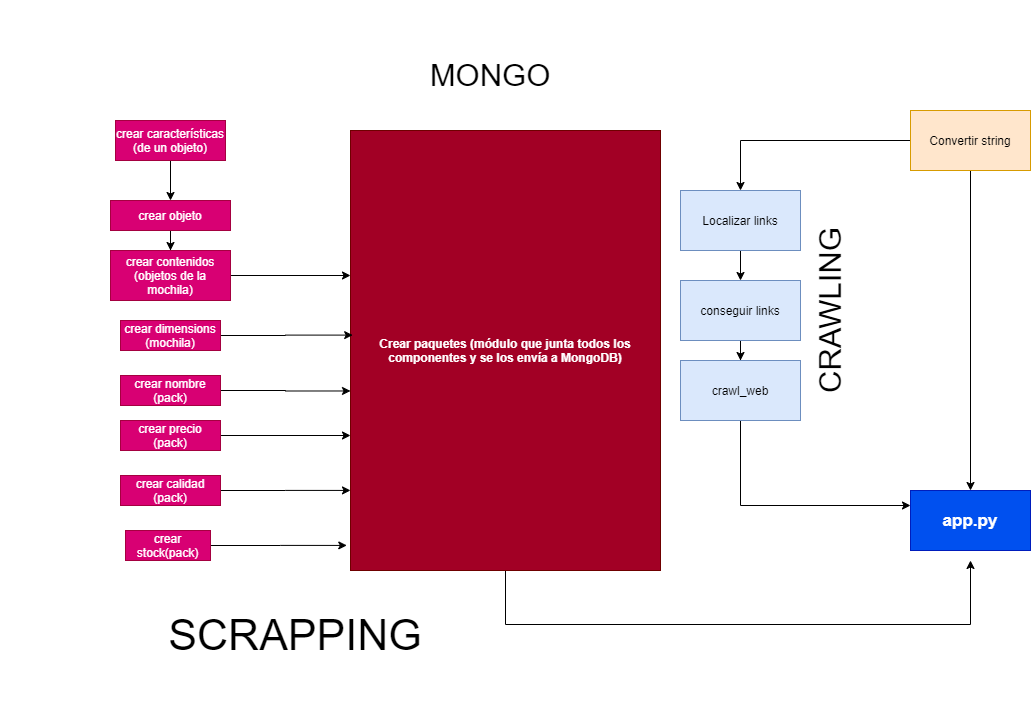 MONGO
crear características
(de un objeto)
crear objeto
crear contenidos
(objetos de la
mochila)
crear dimensions
(mochila)
crear nombre
(pack)
crear precio
(pack)
crear calidad
(pack)
crear
stock(pack)
SCRAPPING
Crear paquetes (módulo que junta todos los
componentes y se los envía a MongoDB)
Convertir string
Localizar links
conseguir links
crawl_web
CRAWLING
app.py